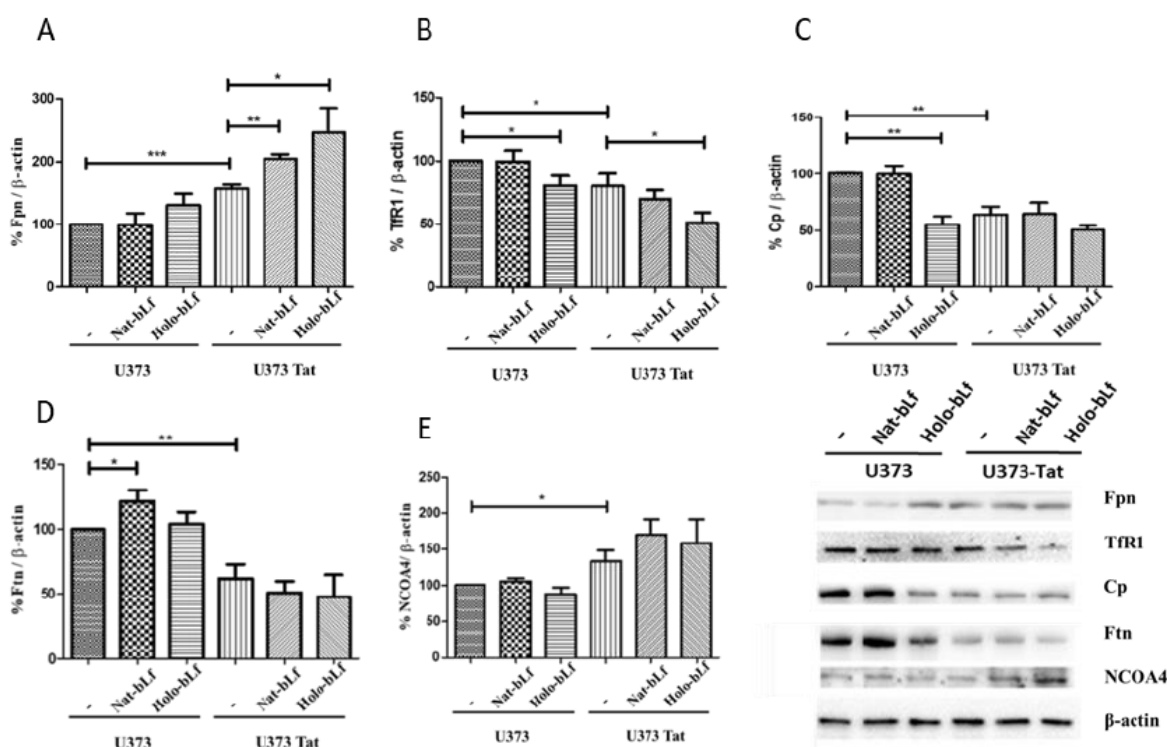 A
% Fpn / β-actin
300
200
100
0
***
**
*
-
Nat-bLf
Holo-bLf
-
Nat-bLf
Holo-bLf
U373
U373 Tat
B
% TfR1 / β-actin
150
100
50
0
*
*
*
-
Nat-bLf
Holo-bLf
-
Nat-bLf
Holo-bLf
U373
U373 Tat
C
% Cp / β-actin
150
100
50
0
**
**
-
Nat-bLf
Holo-bLf
-
Nat-bLf
Holo-bLf
U373
U373 Tat
D
%Ftn / β-actin
150
100
50
0
**
*
-
Nat-bLf
Holo-bLf
-
Nat-bLf
Holo-bLf
U373
U373 Tat
E
% NCOA4/ β-actin
250
200
150
100
50
0
*
-
Nat-bLf
Holo-bLf
-
Nat-bLf
Holo-bLf
U373
U373 Tat
-
Nat-bLf
Holo-bLf
-
Nat-bLf
Holo-bLf
U373
U373-Tat
Fpn
TfR1
Cp
Ftn
NCOA4
β-actin